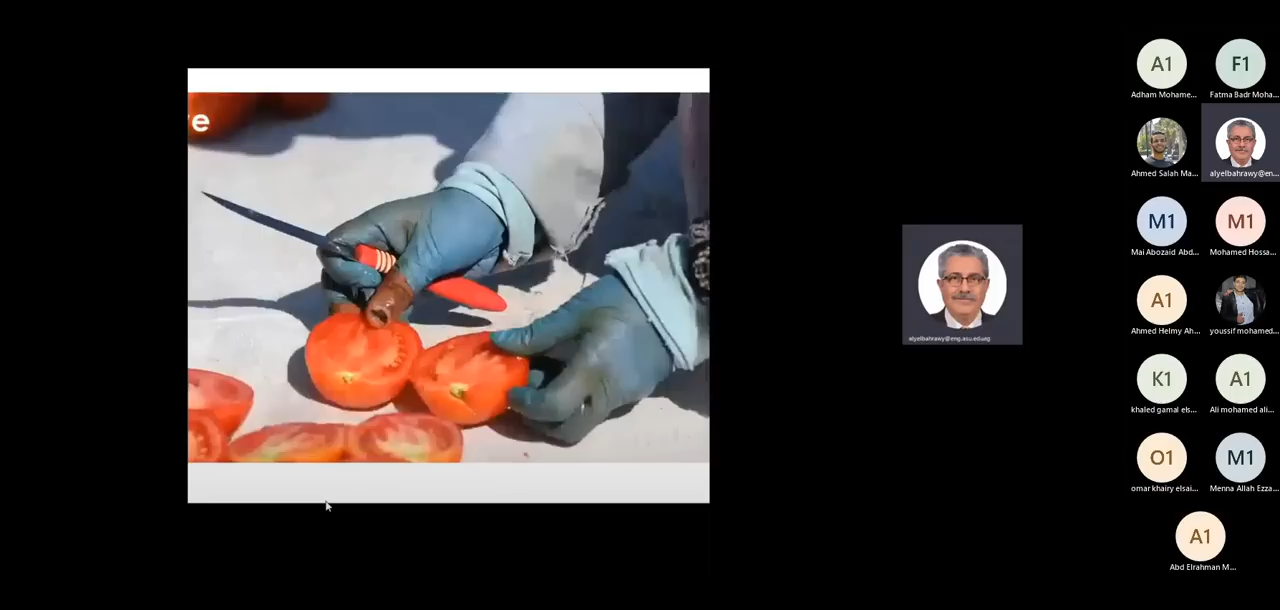 e
A1
F1
Adham Mohame...
Fatma Badr Moha...
Ahmed Salah Ma...
alyelbahrawy@en...
M1
M1
Mai Abozaid Abd...
Mohamed Hossa...
alyelbahrawy@eng.asu.edu.eg
A1
Ahmed Helmy Ah...
youssif mohamed...
K1
A1
khaled gamal els...
Ali mohamed ali...
O1
M1
omar khairy elsai...
Menna Allah Ezza...
A1
Abd Elrahman M...